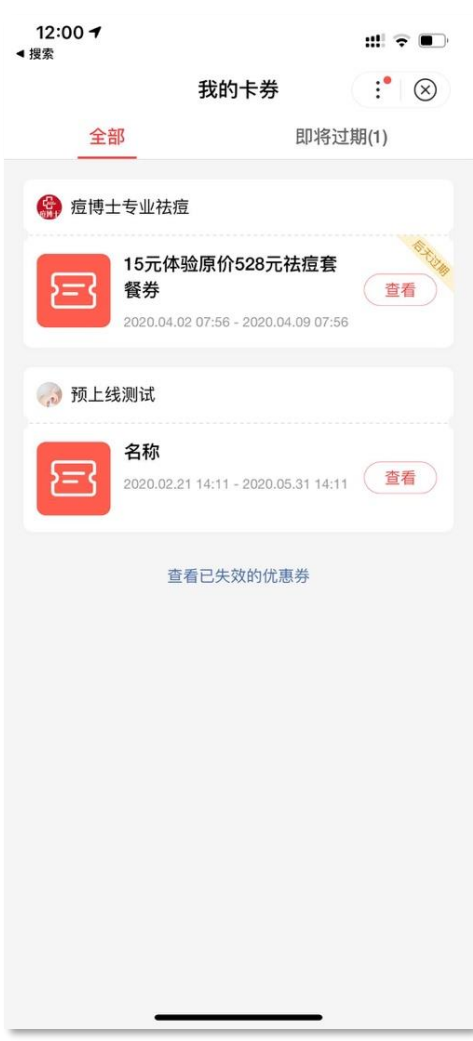 12:00
◀ 搜索
我的卡券
全部
即将过期(1)
痘博士
痘博士专业祛痘
后天过期
15元体验原价528元祛痘套
餐券
查看
2020.04.02 07:56 - 2020.04.09 07:56
预上线测试
名称
2020.02.21 14:11 - 2020.05.31 14:11
查看
查看已失效的优惠券